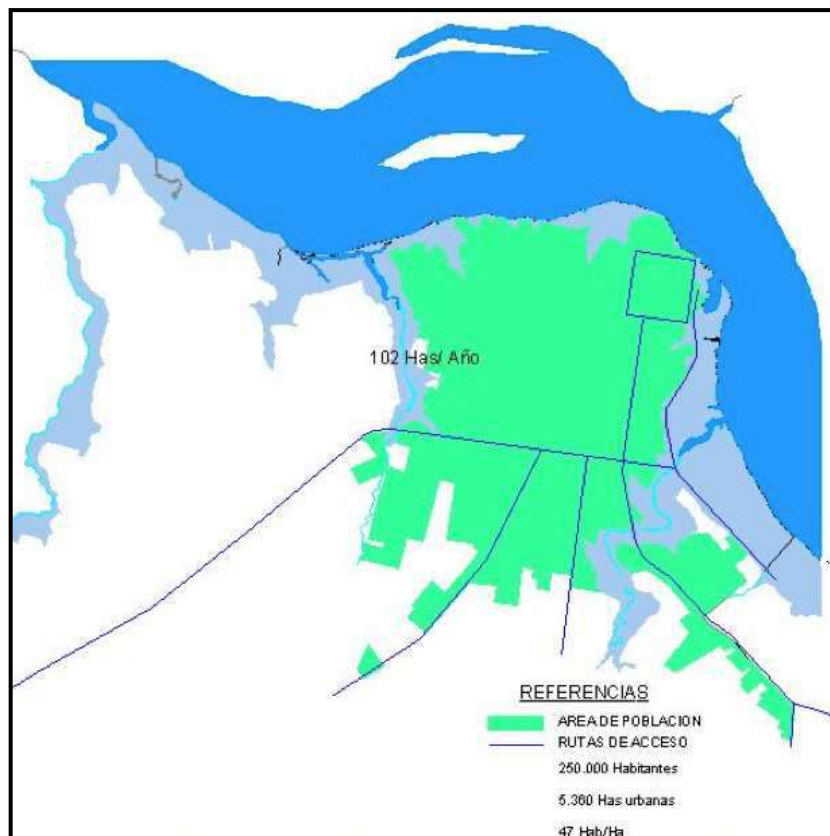 102 Has/ Año
REFERENCIAS
AREA DE POBLACION
RUTAS DE ACCESO
250.000 Habitantes
5.360 Has urbanas
47 Hab/Ha